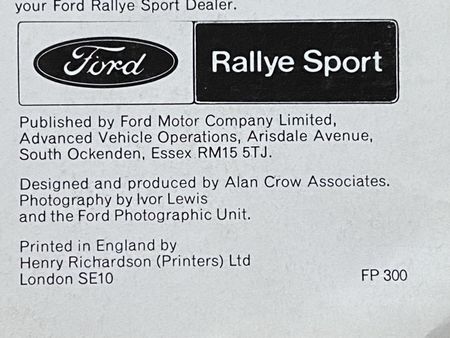 your Ford Rallye Sport Dealer.
Ford Rallye Sport
Published by Ford Motor Company Limited,
Advanced Vehicle Operations, Arisdale Avenue,
South Ockenden, Essex RM15 5TJ.
Designed and produced by Alan Crow Associates.
Photography by Ivor Lewis
and the Ford Photographic Unit.
Printed in England by
Henry Richardson (Printers) Ltd
London SE10 FP 300